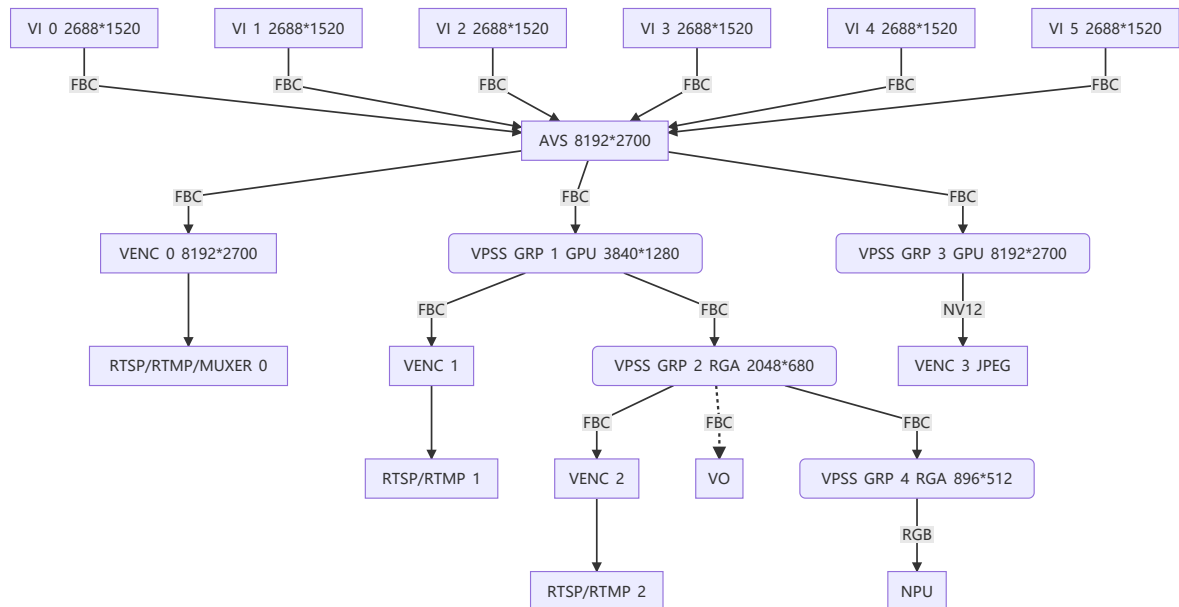 VI 0 2688*1520
VI 1 2688*1520
VI 2 2688*1520
VI 3 2688*1520
VI 4 2688*1520
VI 5 2688*1520
FBC
FBC
FBC
FBC
FBC
FBC
AVS 8192*2700
FBC
FBC
FBC
VENC 0 8192*2700
VPSS GRP 1 GPU 3840*1280
VPSS GRP 3 GPU 8192*2700
FBC
FBC
NV12
RTSP/RTMP/MUXER 0
VENC 1
VPSS GRP 2 RGA 2048*680
VENC 3 JPEG
FBC
FBC
FBC
RTSP/RTMP 1
VENC 2
VO
VPSS GRP 4 RGA 896*512
RGB
RTSP/RTMP 2
NPU